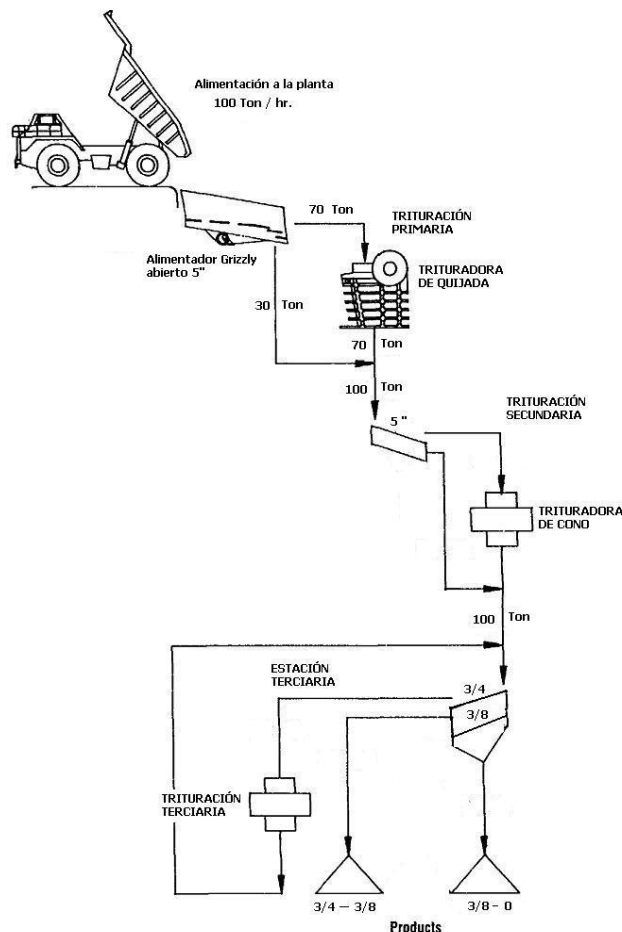 Alimentación a la planta
100 Ton / hr.
70 Ton
TRITURACIÓN
PRIMARIA
Alimentador Grizzly
abierto 5"
TRITURADORA
DE QUIJADA
30 Ton
70 Ton
100 Ton
TRITURACIÓN
SECUNDARIA
5 "
TRITURADORA
DE CONO
100 Ton
ESTACIÓN
TERCIARIA
3/4
3/8
TRITURACIÓN
TERCIARIA
3/4 — 3/8
3/8 - 0
Products